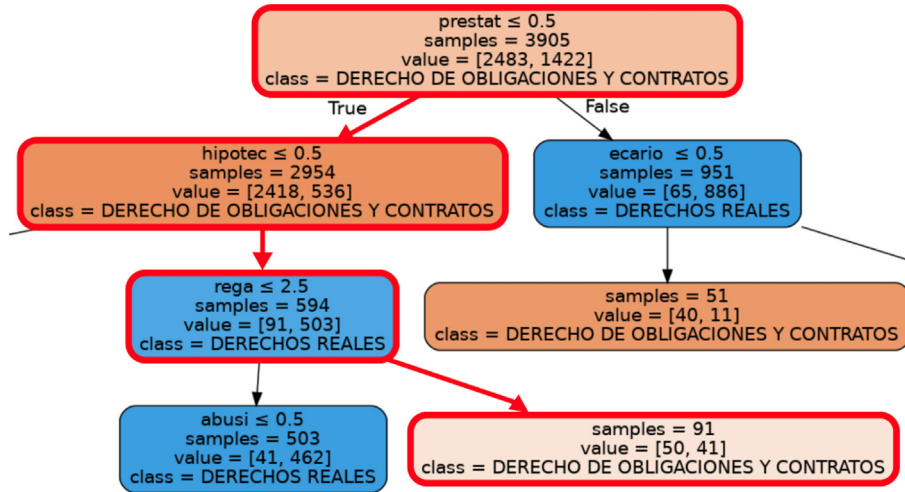 prestat ≤ 0.5
samples = 3905
value = [2483, 1422]
class = DERECHO DE OBLIGACIONES Y CONTRATOS
True
False
hipotec ≤ 0.5
samples = 2954
value = [2418, 536]
class = DERECHO DE OBLIGACIONES Y CONTRATOS
ecario ≤ 0.5
samples = 951
value = [65, 886]
class = DERECHOS REALES
rega ≤ 2.5
samples = 594
value = [91, 503]
class = DERECHOS REALES
samples = 51
value = [40, 11]
class = DERECHO DE OBLIGACIONES Y CONTRATOS
abusi ≤ 0.5
samples = 503
value = [41, 462]
class = DERECHOS REALES
samples = 91
value = [50, 41]
class = DERECHO DE OBLIGACIONES Y CONTRATOS